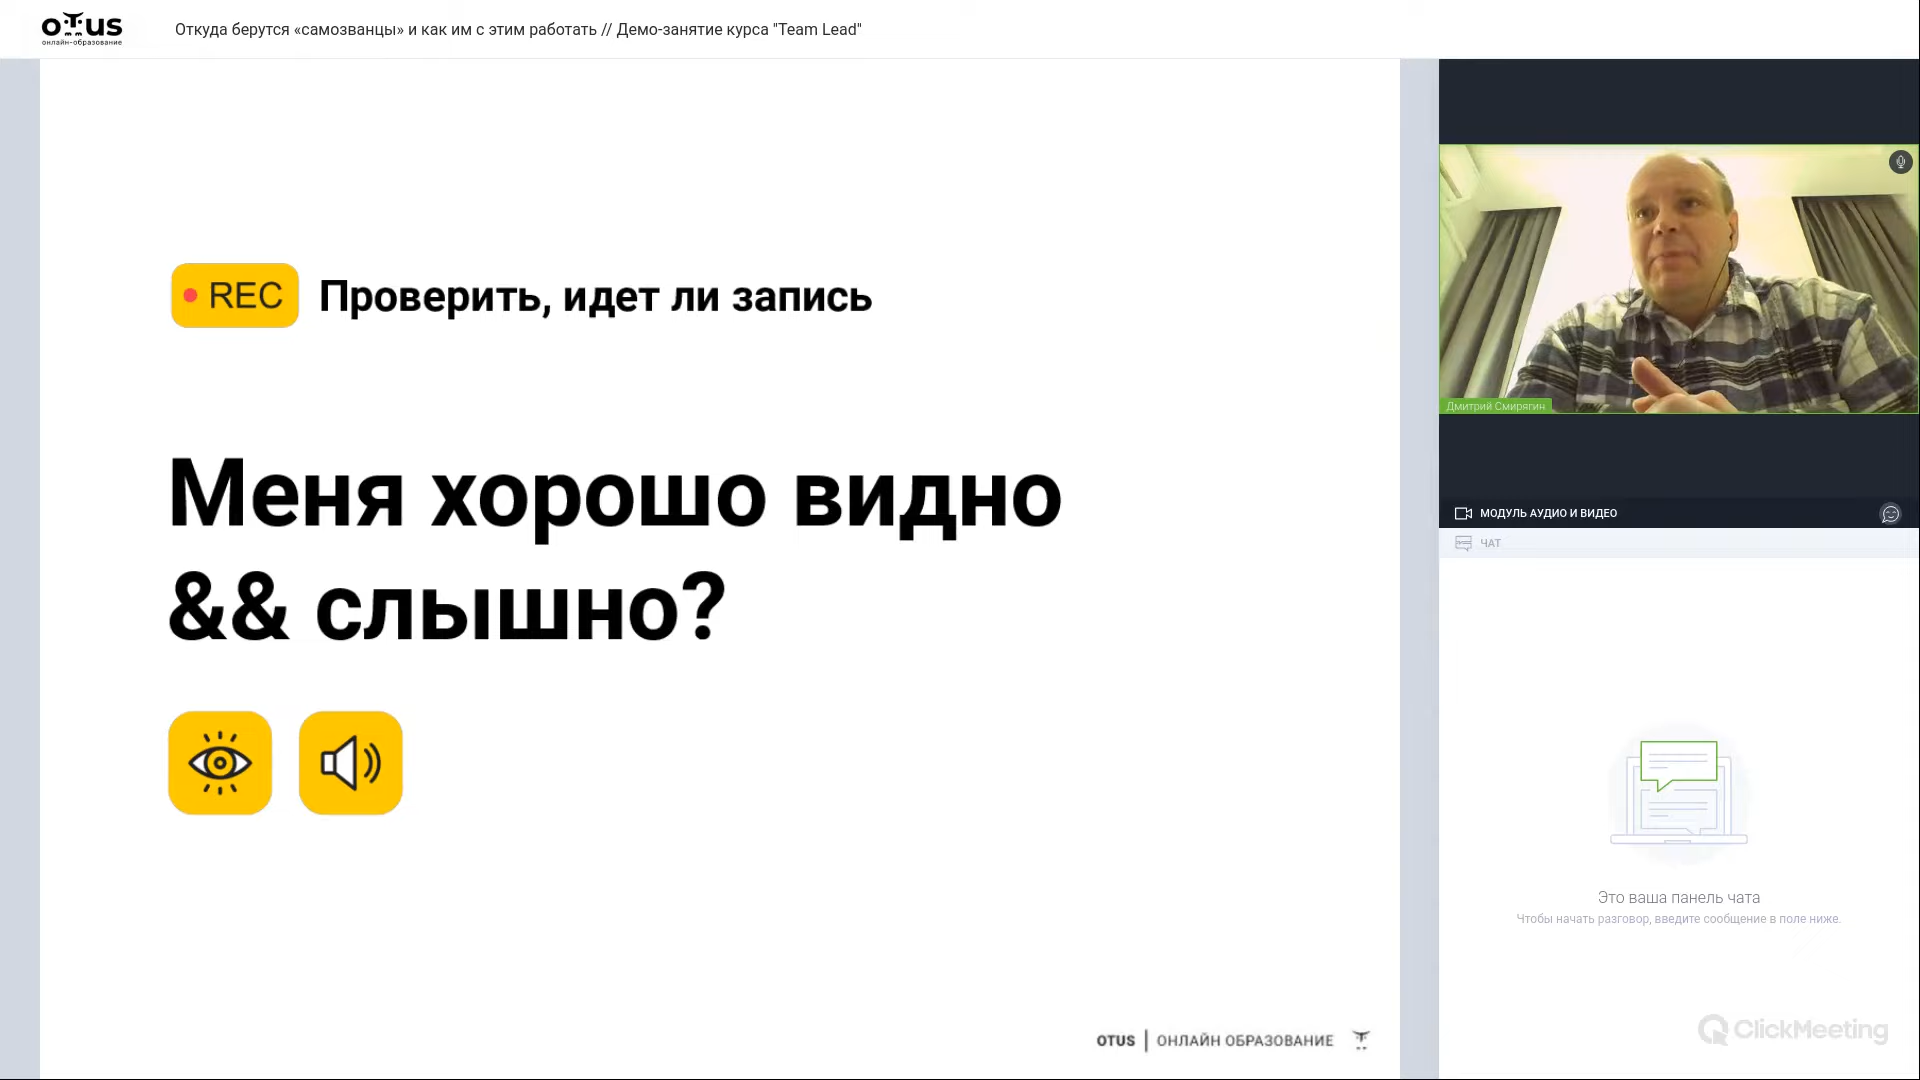 OTUS
онлайн-образование
Откуда берутся «самозванцы» и как им с этим работать // Демо-занятие курса "Team Lead"
REC
Проверить, идет ли запись
Меня хорошо видно
&& слышно?
OTUS | ОНЛАЙН ОБРАЗОВАНИЕ
Дмитрий Смирягин
МОДУЛЬ АУДИО И ВИДЕО
ЧАТ
Это ваша панель чата
Чтобы начать разговор, введите сообщение в поле ниже.
ClickMeeting